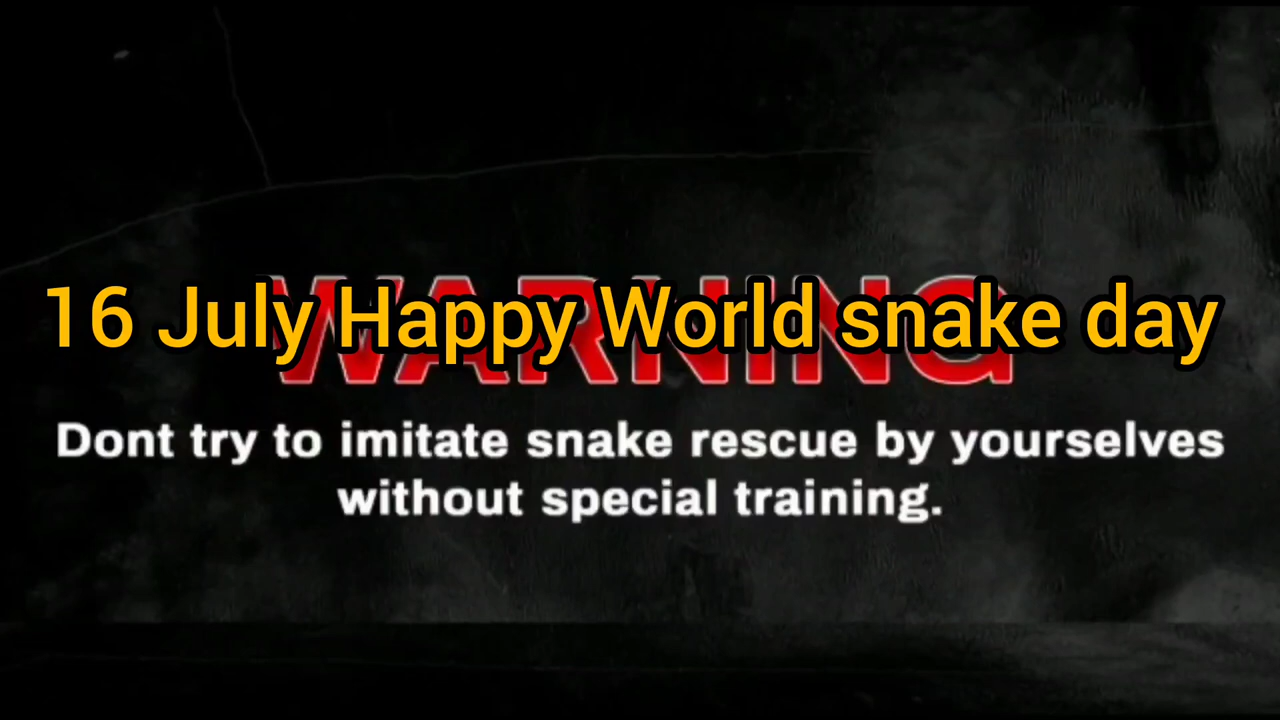 16 July Happy World snake day
WARNING
Dont try to imitate snake rescue by yourselves
without special training.